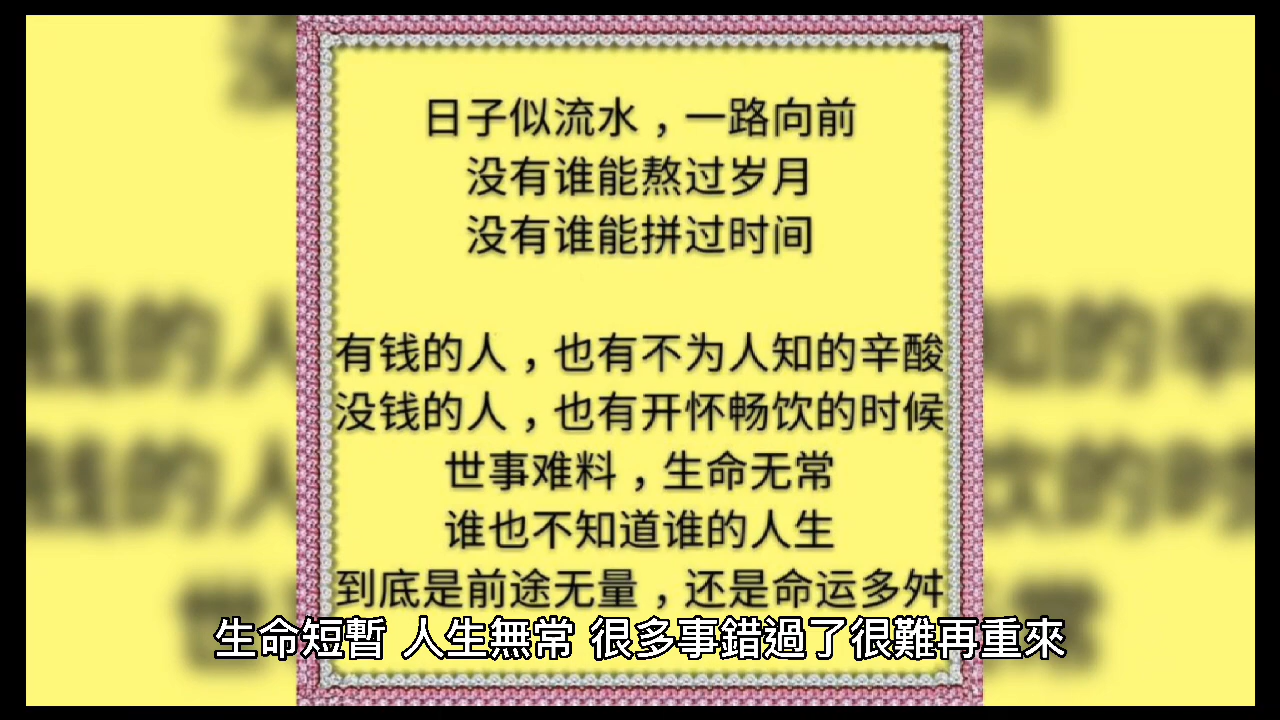 日子似流水，一路向前
没有谁能熬过岁月
没有谁能拼过时间
有钱的人，也有不为人知的辛酸
没钱的人，也有开怀畅饮的时候
世事难料，生命无常
谁也不知道谁的人生
到底是前途无量，还是命运多舛
生命短暫 人生無常 很多事錯過了很難再重來